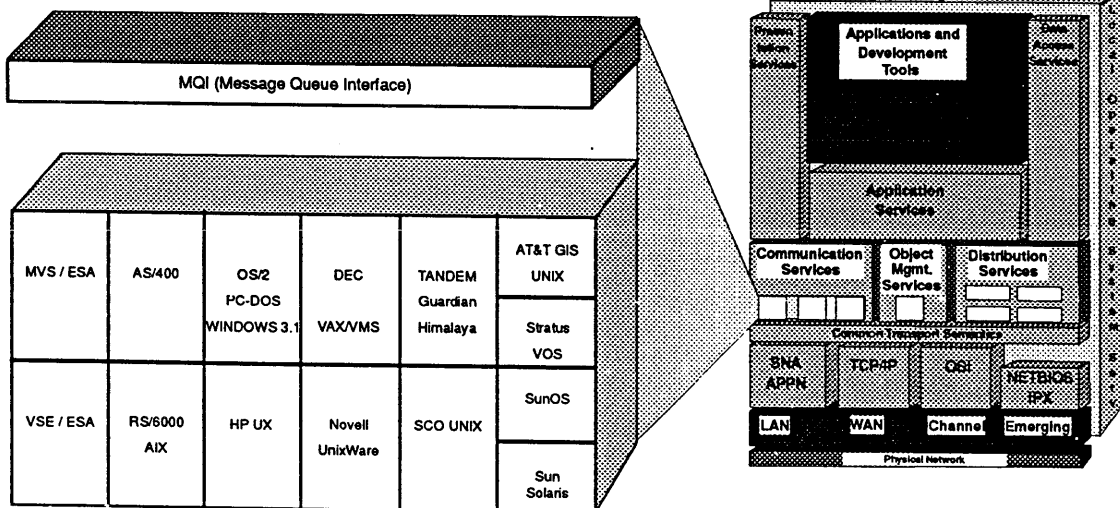 MQI (Message Queue Interface)
MVS / ESA
AS/400
OS/2
PC-DOS
WINDOWS 3.1
DEC
VAX/VMS
TANDEM
Guardian
Himalaya
AT&T GIS
UNIX
Stratus
VOS
VSE / ESA
RS/6000
AIX
HP UX
Novell
UnixWare
SCO UNIX
SunOS
Sun
Solaris
Applications and
Development
Tools
Access
Services
Application
Services
Communication
Services
Object
Mgmt.
Services
Distribution
Services
Common Transport Semantics
SNA
APPN
TCP/IP
OSI
NETBIOS
IPX
LAN
WAN
Channel
Emerging
Physical Network